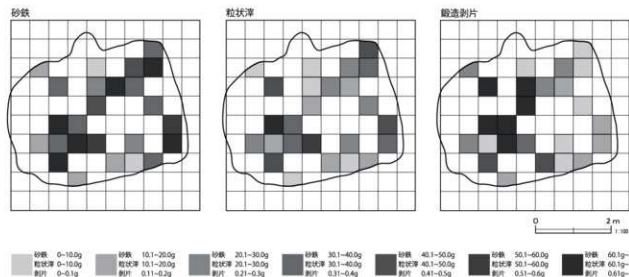 砂鉄
粒状滓
鍛造剥片
0 2 m
1:100
砂鉄 0~10.0g
粒状滓 0~10.0g
剥片 0~0.1g
砂鉄 10.1~20.0g
粒状滓 10.1~20.0g
剥片 0.11~0.2g
砂鉄 20.1~30.0g
粒状滓 20.1~30.0g
剥片 0.21~0.3g
砂鉄 30.1~40.0g
粒状滓 30.1~40.0g
剥片 0.31~0.4g
砂鉄 40.1~50.0g
粒状滓 40.1~50.0g
剥片 0.41~0.5g
砂鉄 50.1~60.0g
粒状滓 50.1~60.0g
剥片 0.51~0.6g
砂鉄 60.1g~
粒状滓 60.1g~
剥片 0.61g~